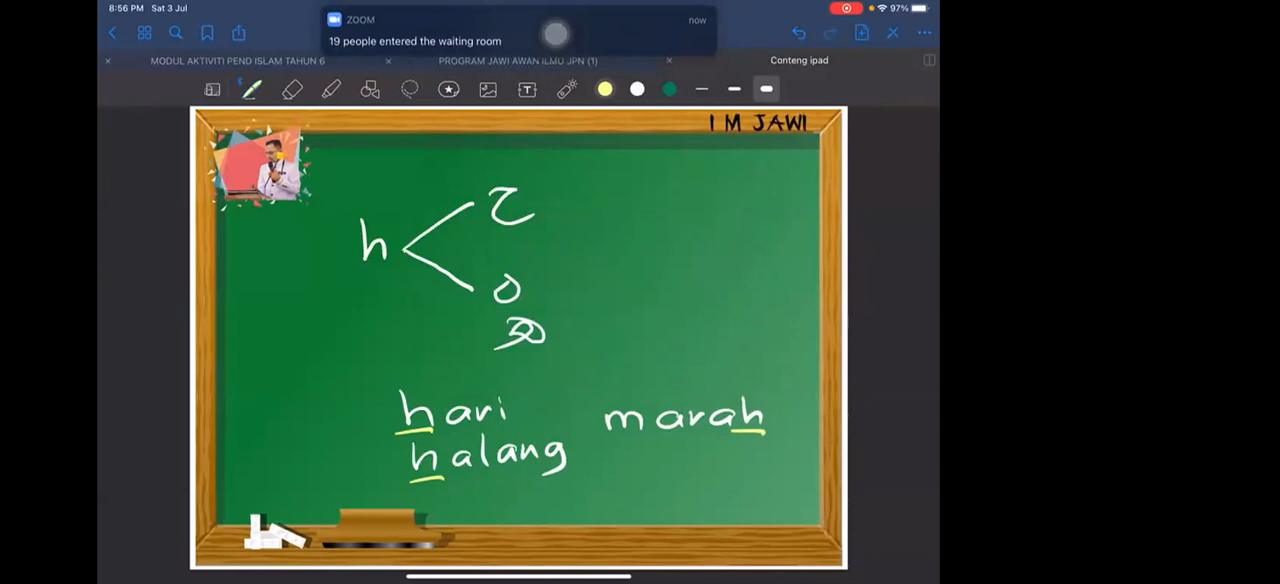 8:56 PM Sat 3 Jul
97%
ZOOM
now
19 people entered the waiting room
MODUL AKTIVITI PEND ISLAM TAHUN 6
PROGRAM JAWI AWAN ILMU JPN (1)
Conteng ipad
I M JAWI
ح
h
ه
هـ
hari
marah
halang